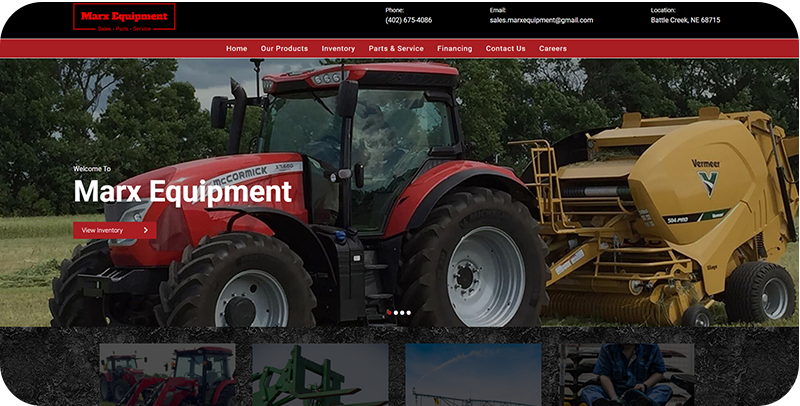 Marx Equipment
Sales - Parts - Service
Phone:
(402) 675-4086
Email:
sales.marxequipment@gmail.com
Location:
Battle Creek, NE 68715
Home
Our Products
Inventory
Parts & Service
Financing
Contact Us
Careers
Welcome To
Marx Equipment
View Inventory
McCORMICK
Vermeer
504 PRO